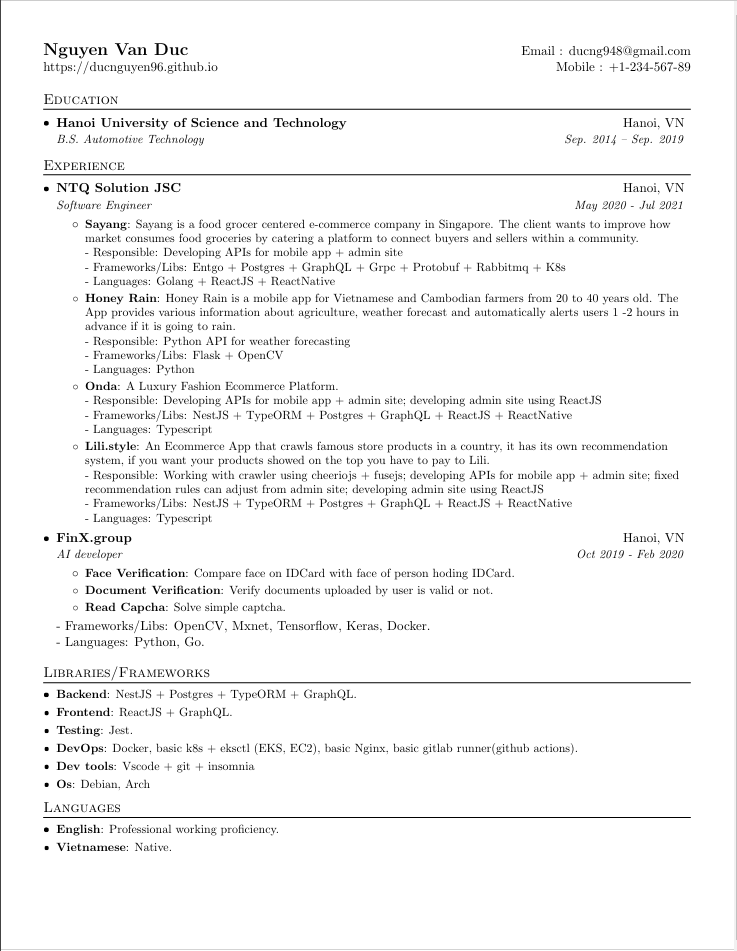 Nguyen Van Duc
Email : ducng948@gmail.com
https://ducnguyen96.github.io
Mobile : +1-234-567-89
Education
• Hanoi University of Science and Technology
Hanoi, VN
B.S. Automotive Technology
Sep. 2014 – Sep. 2019
Experience
• NTQ Solution JSC
Hanoi, VN
Software Engineer
May 2020 - Jul 2021
◦ Sayang: Sayang is a food grocer centered e-commerce company in Singapore. The client wants to improve how
market consumes food groceries by catering a platform to connect buyers and sellers within a community.
- Responsible: Developing APIs for mobile app + admin site
- Frameworks/Libs: Entgo + Postgres + GraphQL + Grpc + Protobuf + Rabbitmq + K8s
- Languages: Golang + ReactJS + ReactNative
◦ Honey Rain: Honey Rain is a mobile app for Vietnamese and Cambodian farmers from 20 to 40 years old. The
App provides various information about agriculture, weather forecast and automatically alerts users 1 -2 hours in
advance if it is going to rain.
- Responsible: Python API for weather forecasting
- Frameworks/Libs: Flask + OpenCV
- Languages: Python
◦ Onda: A Luxury Fashion Ecommerce Platform.
- Responsible: Developing APIs for mobile app + admin site; developing admin site using ReactJS
- Frameworks/Libs: NestJS + TypeORM + Postgres + GraphQL + ReactJS + ReactNative
- Languages: Typescript
◦ Lili.style: An Ecommerce App that crawls famous store products in a country, it has its own recommendation
system, if you want your products showed on the top you have to pay to Lili.
- Responsible: Working with crawler using cheeriojs + fusejs; developing APIs for mobile app + admin site; fixed
recommendation rules can adjust from admin site; developing admin site using ReactJS
- Frameworks/Libs: NestJS + TypeORM + Postgres + GraphQL + ReactJS + ReactNative
- Languages: Typescript
• FinX.group
Hanoi, VN
AI developer
Oct 2019 - Feb 2020
◦ Face Verification: Compare face on IDCard with face of person hoding IDCard.
◦ Document Verification: Verify documents uploaded by user is valid or not.
◦ Read Capcha: Solve simple captcha.
- Frameworks/Libs: OpenCV, Mxnet, Tensorflow, Keras, Docker.
- Languages: Python, Go.
Libraries/Frameworks
• Backend: NestJS + Postgres + TypeORM + GraphQL.
• Frontend: ReactJS + GraphQL.
• Testing: Jest.
• DevOps: Docker, basic k8s + eksctl (EKS, EC2), basic Nginx, basic gitlab runner(github actions).
• Dev tools: Vscode + git + insomnia
• Os: Debian, Arch
Languages
• English: Professional working proficiency.
• Vietnamese: Native.